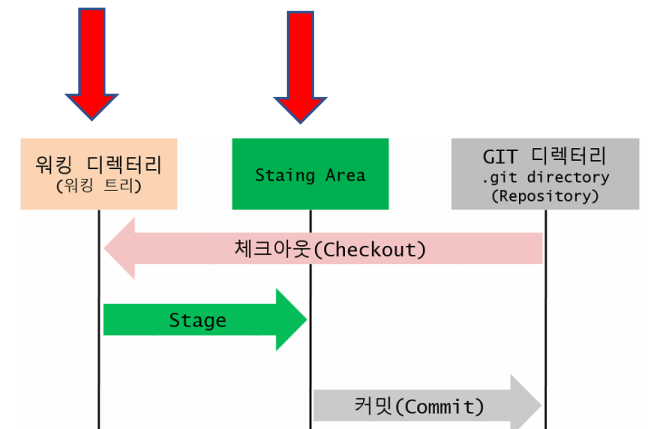 워킹 디렉터리
(워킹 트리)
Staing Area
GIT 디렉터리
.git directory
(Repository)
체크아웃(Checkout)
Stage
커밋(Commit)